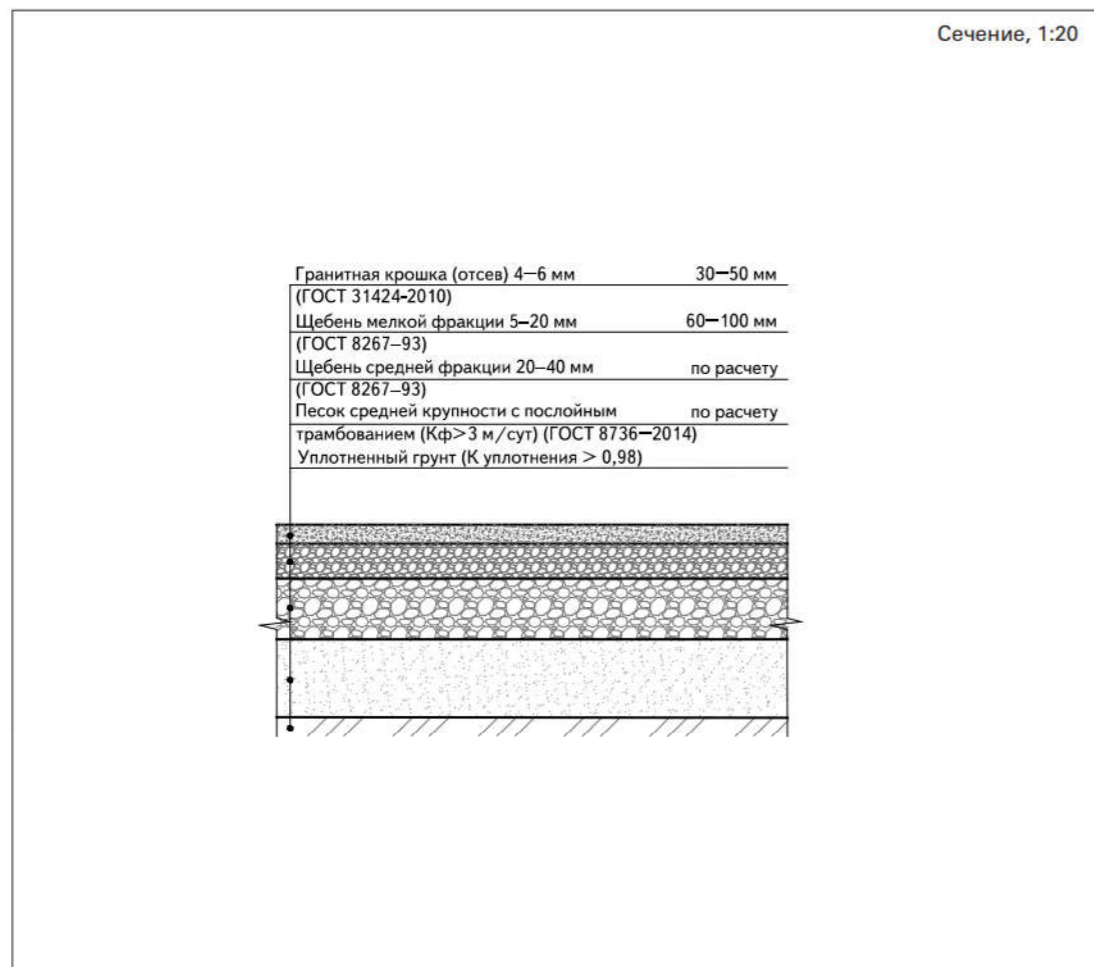 Сечение, 1:20
Гранитная крошка (отсев) 4—6 мм 30—50 мм
(ГОСТ 31424-2010)
Щебень мелкой фракции 5–20 мм 60—100 мм
(ГОСТ 8267–93)
Щебень средней фракции 20–40 мм по расчету
(ГОСТ 8267–93)
Песок средней крупности с послойным по расчету
трамбованием (Кф>3 м/сут) (ГОСТ 8736—2014)
Уплотненный грунт (К уплотнения > 0,98)